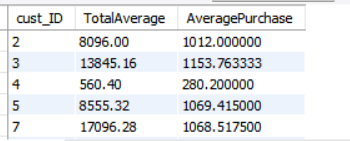 cust_ID TotalAverage AveragePurchase
2 8096.00 1012.000000
3 13845.16 1153.763333
4 560.40 280.200000
5 8555.32 1069.415000
7 17096.28 1068.517500